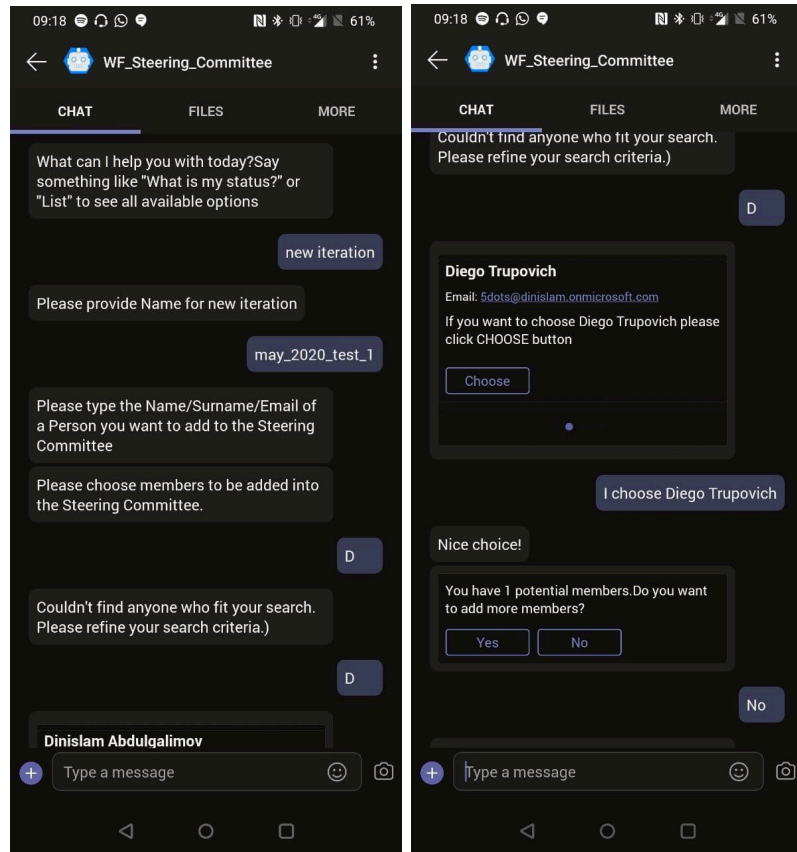 09:18 61%
WF_Steering_Committee
CHAT FILES MORE
What can I help you with today?Say
something like "What is my status?" or
"List" to see all available options
new iteration
Please provide Name for new iteration
may_2020_test_1
Please type the Name/Surname/Email of
a Person you want to add to the Steering
Committee
Please choose members to be added into
the Steering Committee.
D
Couldn't find anyone who fit your search.
Please refine your search criteria.)
D
Dinislam Abdulgalimov
Type a message
09:18 61%
WF_Steering_Committee
CHAT FILES MORE
Couldn't find anyone who fit your search.
Please refine your search criteria.)
D
Diego Trupovich
Email: 5dots@dinislam.onmicrosoft.com
If you want to choose Diego Trupovich please
click CHOOSE button
Choose
I choose Diego Trupovich
Nice choice!
You have 1 potential members.Do you want
to add more members?
Yes No
No
Type a message